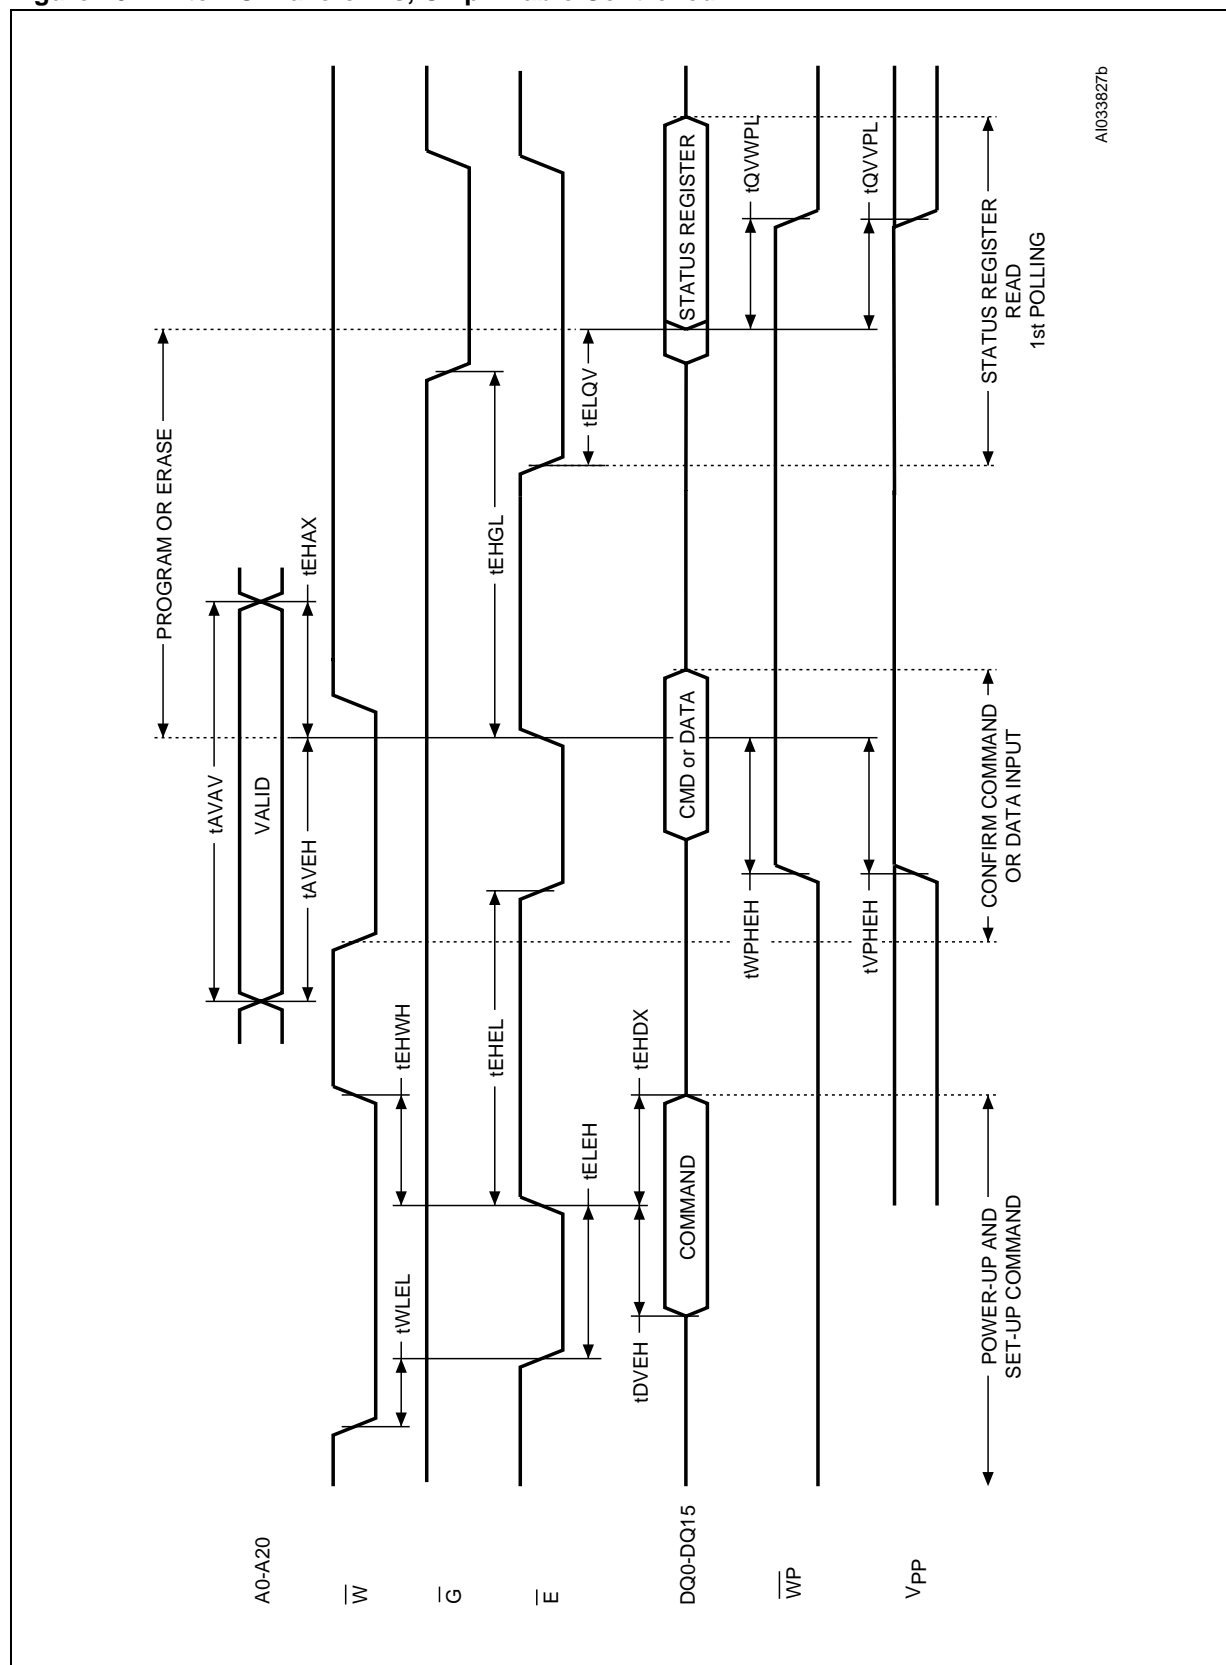 A0-A20
VALID
tAVAV
tAVEH
tEHAX
PROGRAM OR ERASE
W
tWLEL
tEHWH
G
tEHEL
tEHGL
E
tELEH
tELQV
tDVEH
tEHDX
DQ0-DQ15
COMMAND
CMD or DATA
STATUS REGISTER
WP
tWPHEH
tQVWPL
VPP
tVPHEH
tQVVPL
POWER-UP AND
SET-UP COMMAND
CONFIRM COMMAND
OR DATA INPUT
STATUS REGISTER
READ
1st POLLING
AI033827b